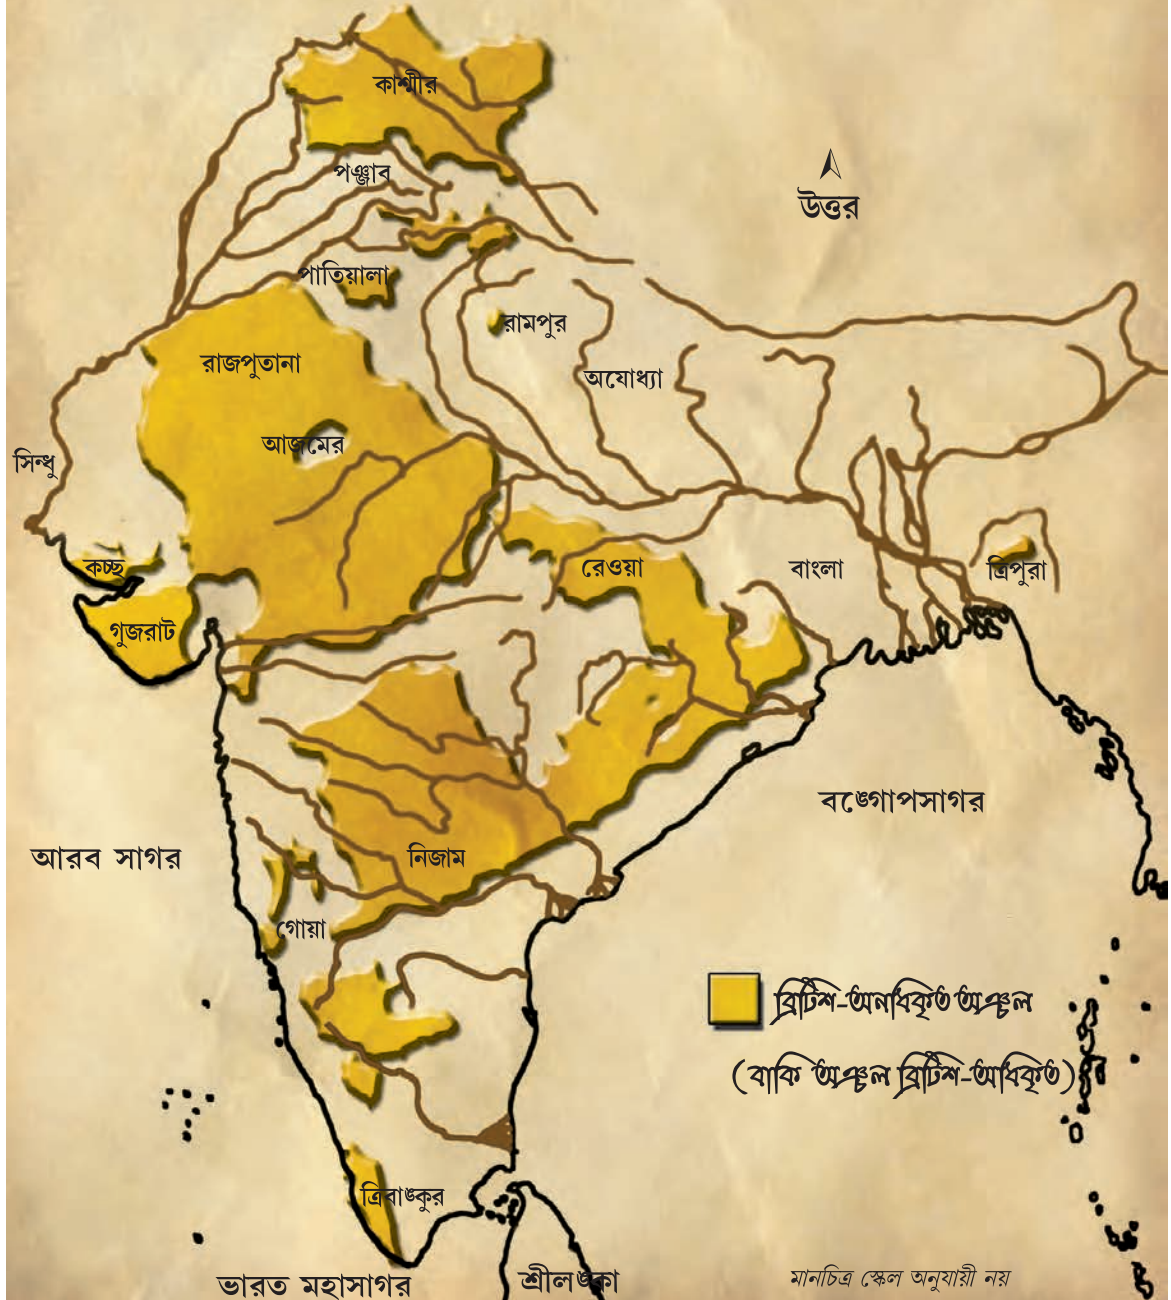 কাশ্মীর
পঞ্জাব
উত্তর
পাতিয়ালা
রামপুর
রাজপুতানা
অযোধ্যা
আজমের
সিন্ধু
কচ্ছ
রেওয়া
বাংলা
ত্রিপুরা
গুজরাট
বঙ্গোপসাগর
আরব সাগর
নিজাম
গোয়া
ব্রিটিশ-অনধিকৃত অঞ্চল
(বাকি অঞ্চল ব্রিটিশ-অধিকৃত)
ত্রিবাঙ্কুর
ভারত মহাসাগর
শ্রীলঙ্কা
মানচিত্র স্কেল অনুযায়ী নয়